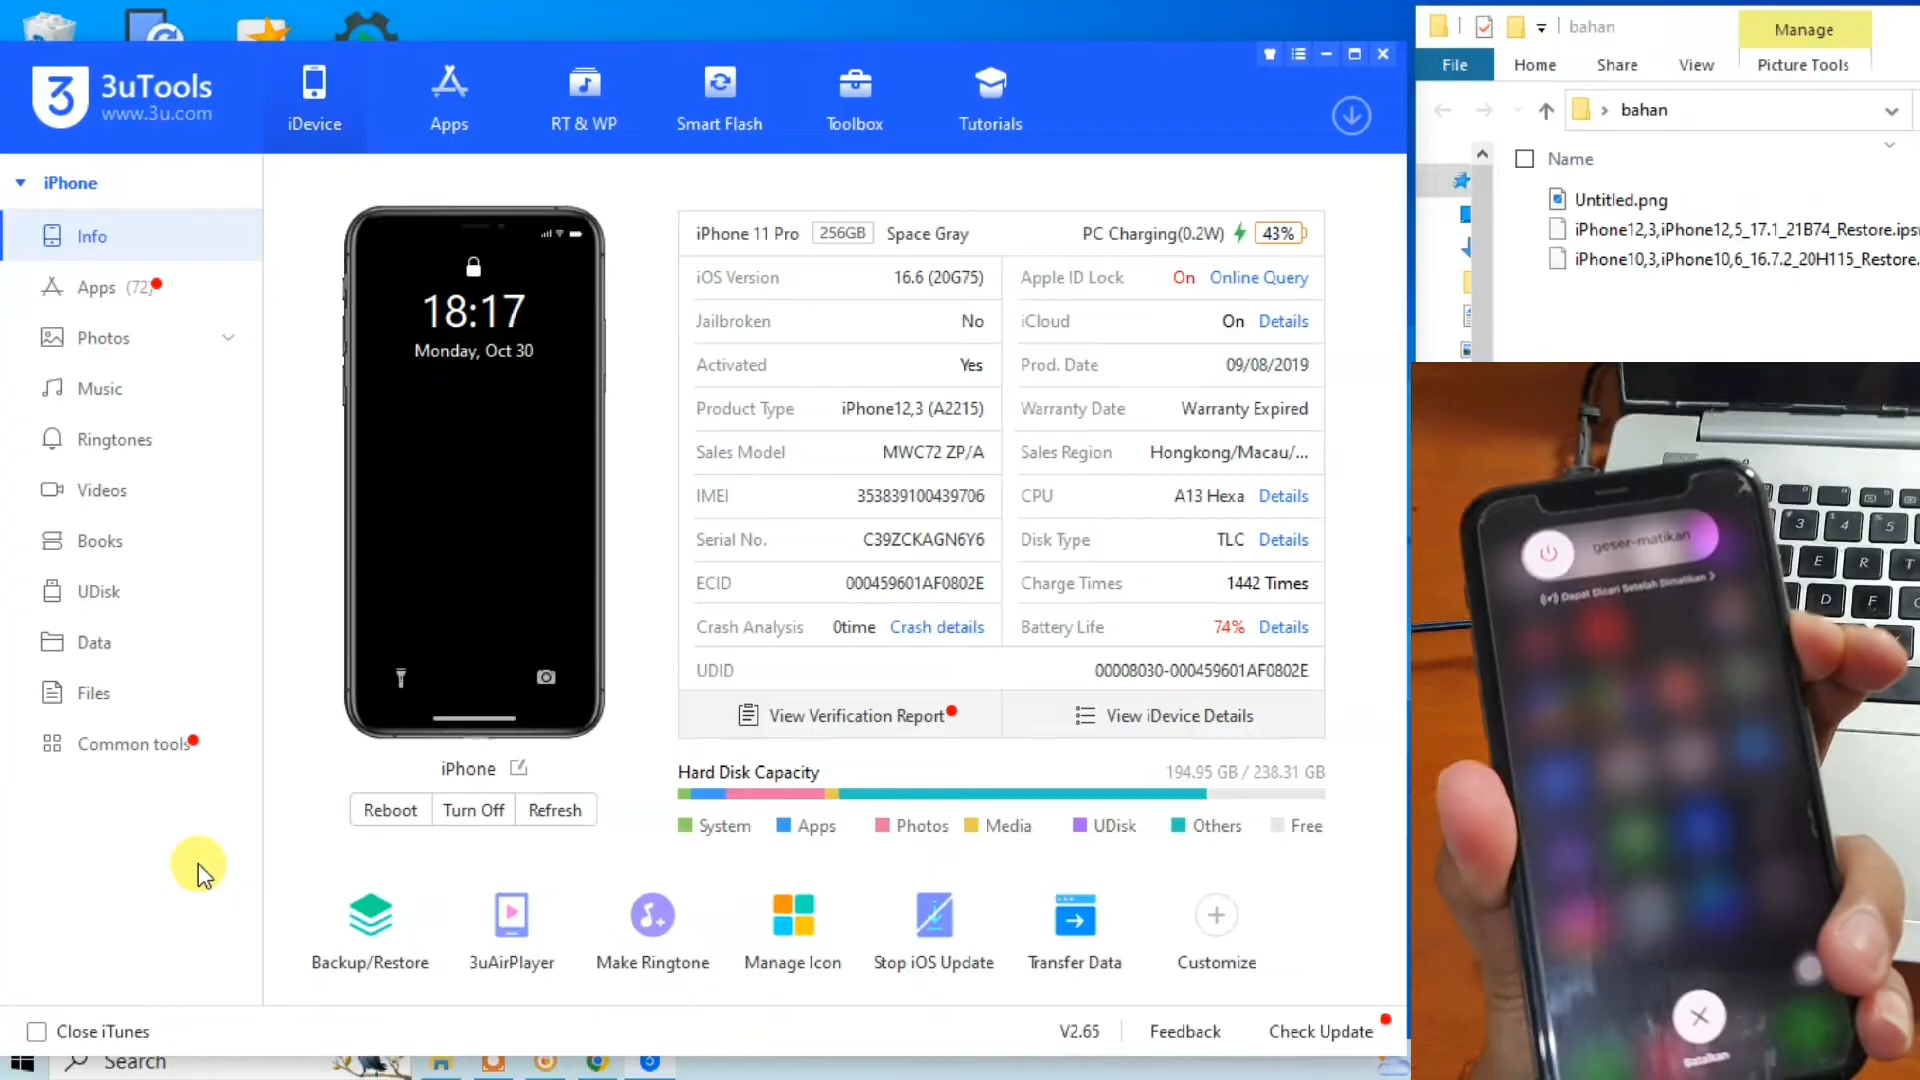 3uTools
www.3u.com
iDevice
Apps
RT & WP
Smart Flash
Toolbox
Tutorials
iPhone
Info
Apps (72)
Photos
Music
Ringtones
Videos
Books
UDisk
Data
Files
Common tools
18:17
Monday, Oct 30
iPhone
Reboot
Turn Off
Refresh
iPhone 11 Pro 256GB Space Gray PC Charging(0.2W) 43%
iOS Version 16.6 (20G75) Apple ID Lock On Online Query
Jailbroken No iCloud On Details
Activated Yes Prod. Date 09/08/2019
Product Type iPhone12,3 (A2215) Warranty Date Warranty Expired
Sales Model MWC72 ZP/A Sales Region Hongkong/Macau/...
IMEI 353839100439706 CPU A13 Hexa Details
Serial No. C39ZCKAGN6Y6 Disk Type TLC Details
ECID 000459601AF0802E Charge Times 1442 Times
Crash Analysis 0time Crash details Battery Life 74% Details
UDID 00008030-000459601AF0802E
View Verification Report View iDevice Details
Hard Disk Capacity 194.95 GB / 238.31 GB
System Apps Photos Media UDisk Others Free
Backup/Restore
3uAirPlayer
Make Ringtone
Manage Icon
Stop iOS Update
Transfer Data
Customize
Close iTunes
V2.65
Feedback
Check Update
Search
bahan
Manage
File Home Share View Picture Tools
bahan
Name
Untitled.png
iPhone12,3,iPhone12,5_17.1_21B74_Restore.ips
iPhone10,3,iPhone10,6_16.7.2_20H115_Restore.
geser-matikan
Dapat Dicari Setelah Dimatikan
Batalkan
3 4 5
E R T
D F